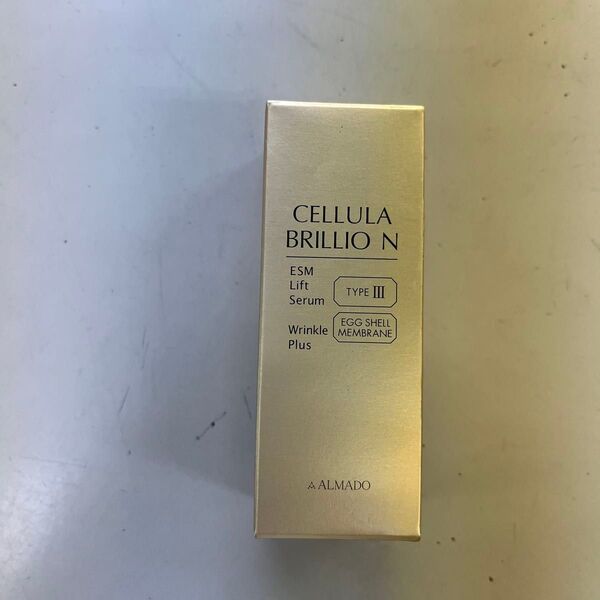 CELLULA
BRILLIO N
ESM
Lift
Serum
TYPE III
Wrinkle
Plus
EGG SHELL
MEMBRANE
ALMADO